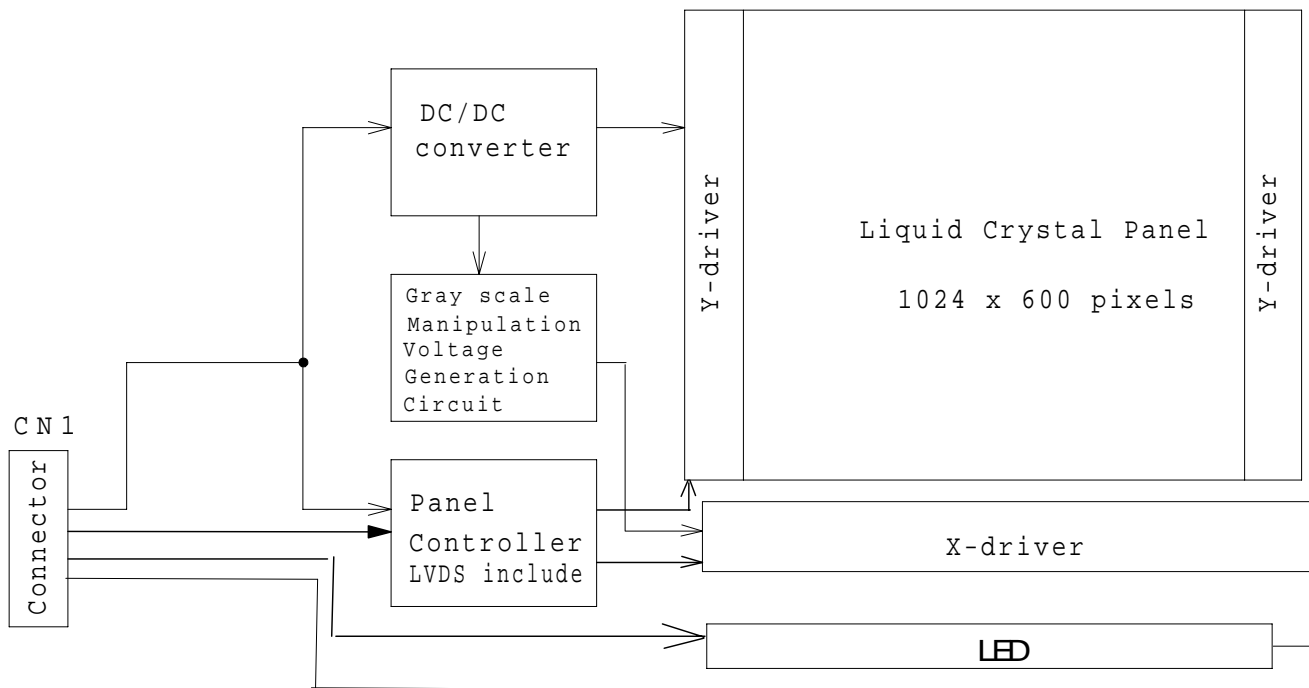 DC/DC
converter
Y-driver
Liquid Crystal Panel
1024 x 600 pixels
Y-driver
Gray scale
Manipulation
Voltage
Generation
Circuit
CN1
Connector
Panel
Controller
LVDS include
X-driver
LED